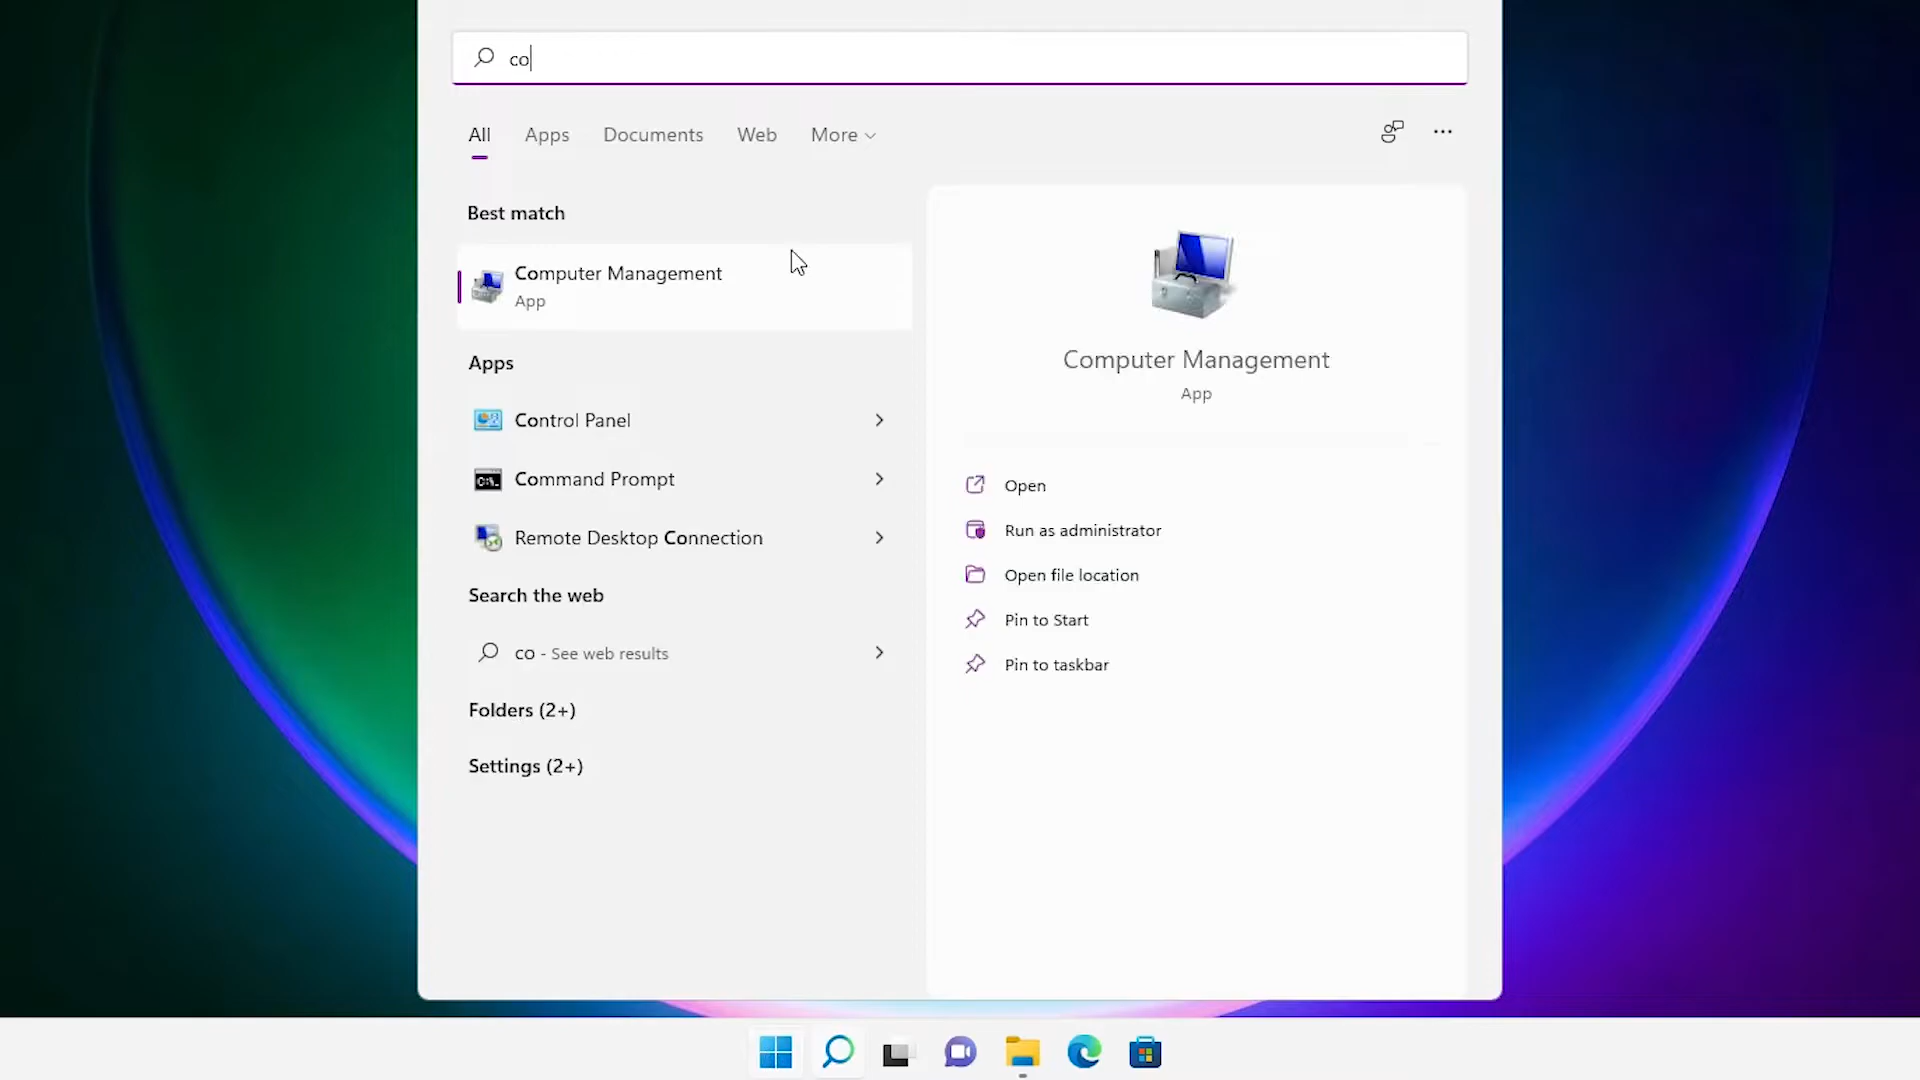 co
All Apps Documents Web More
Best match
Computer Management
App
Apps
Control Panel
Command Prompt
Remote Desktop Connection
Search the web
co - See web results
Folders (2+)
Settings (2+)
Computer Management
App
Open
Run as administrator
Open file location
Pin to Start
Pin to taskbar